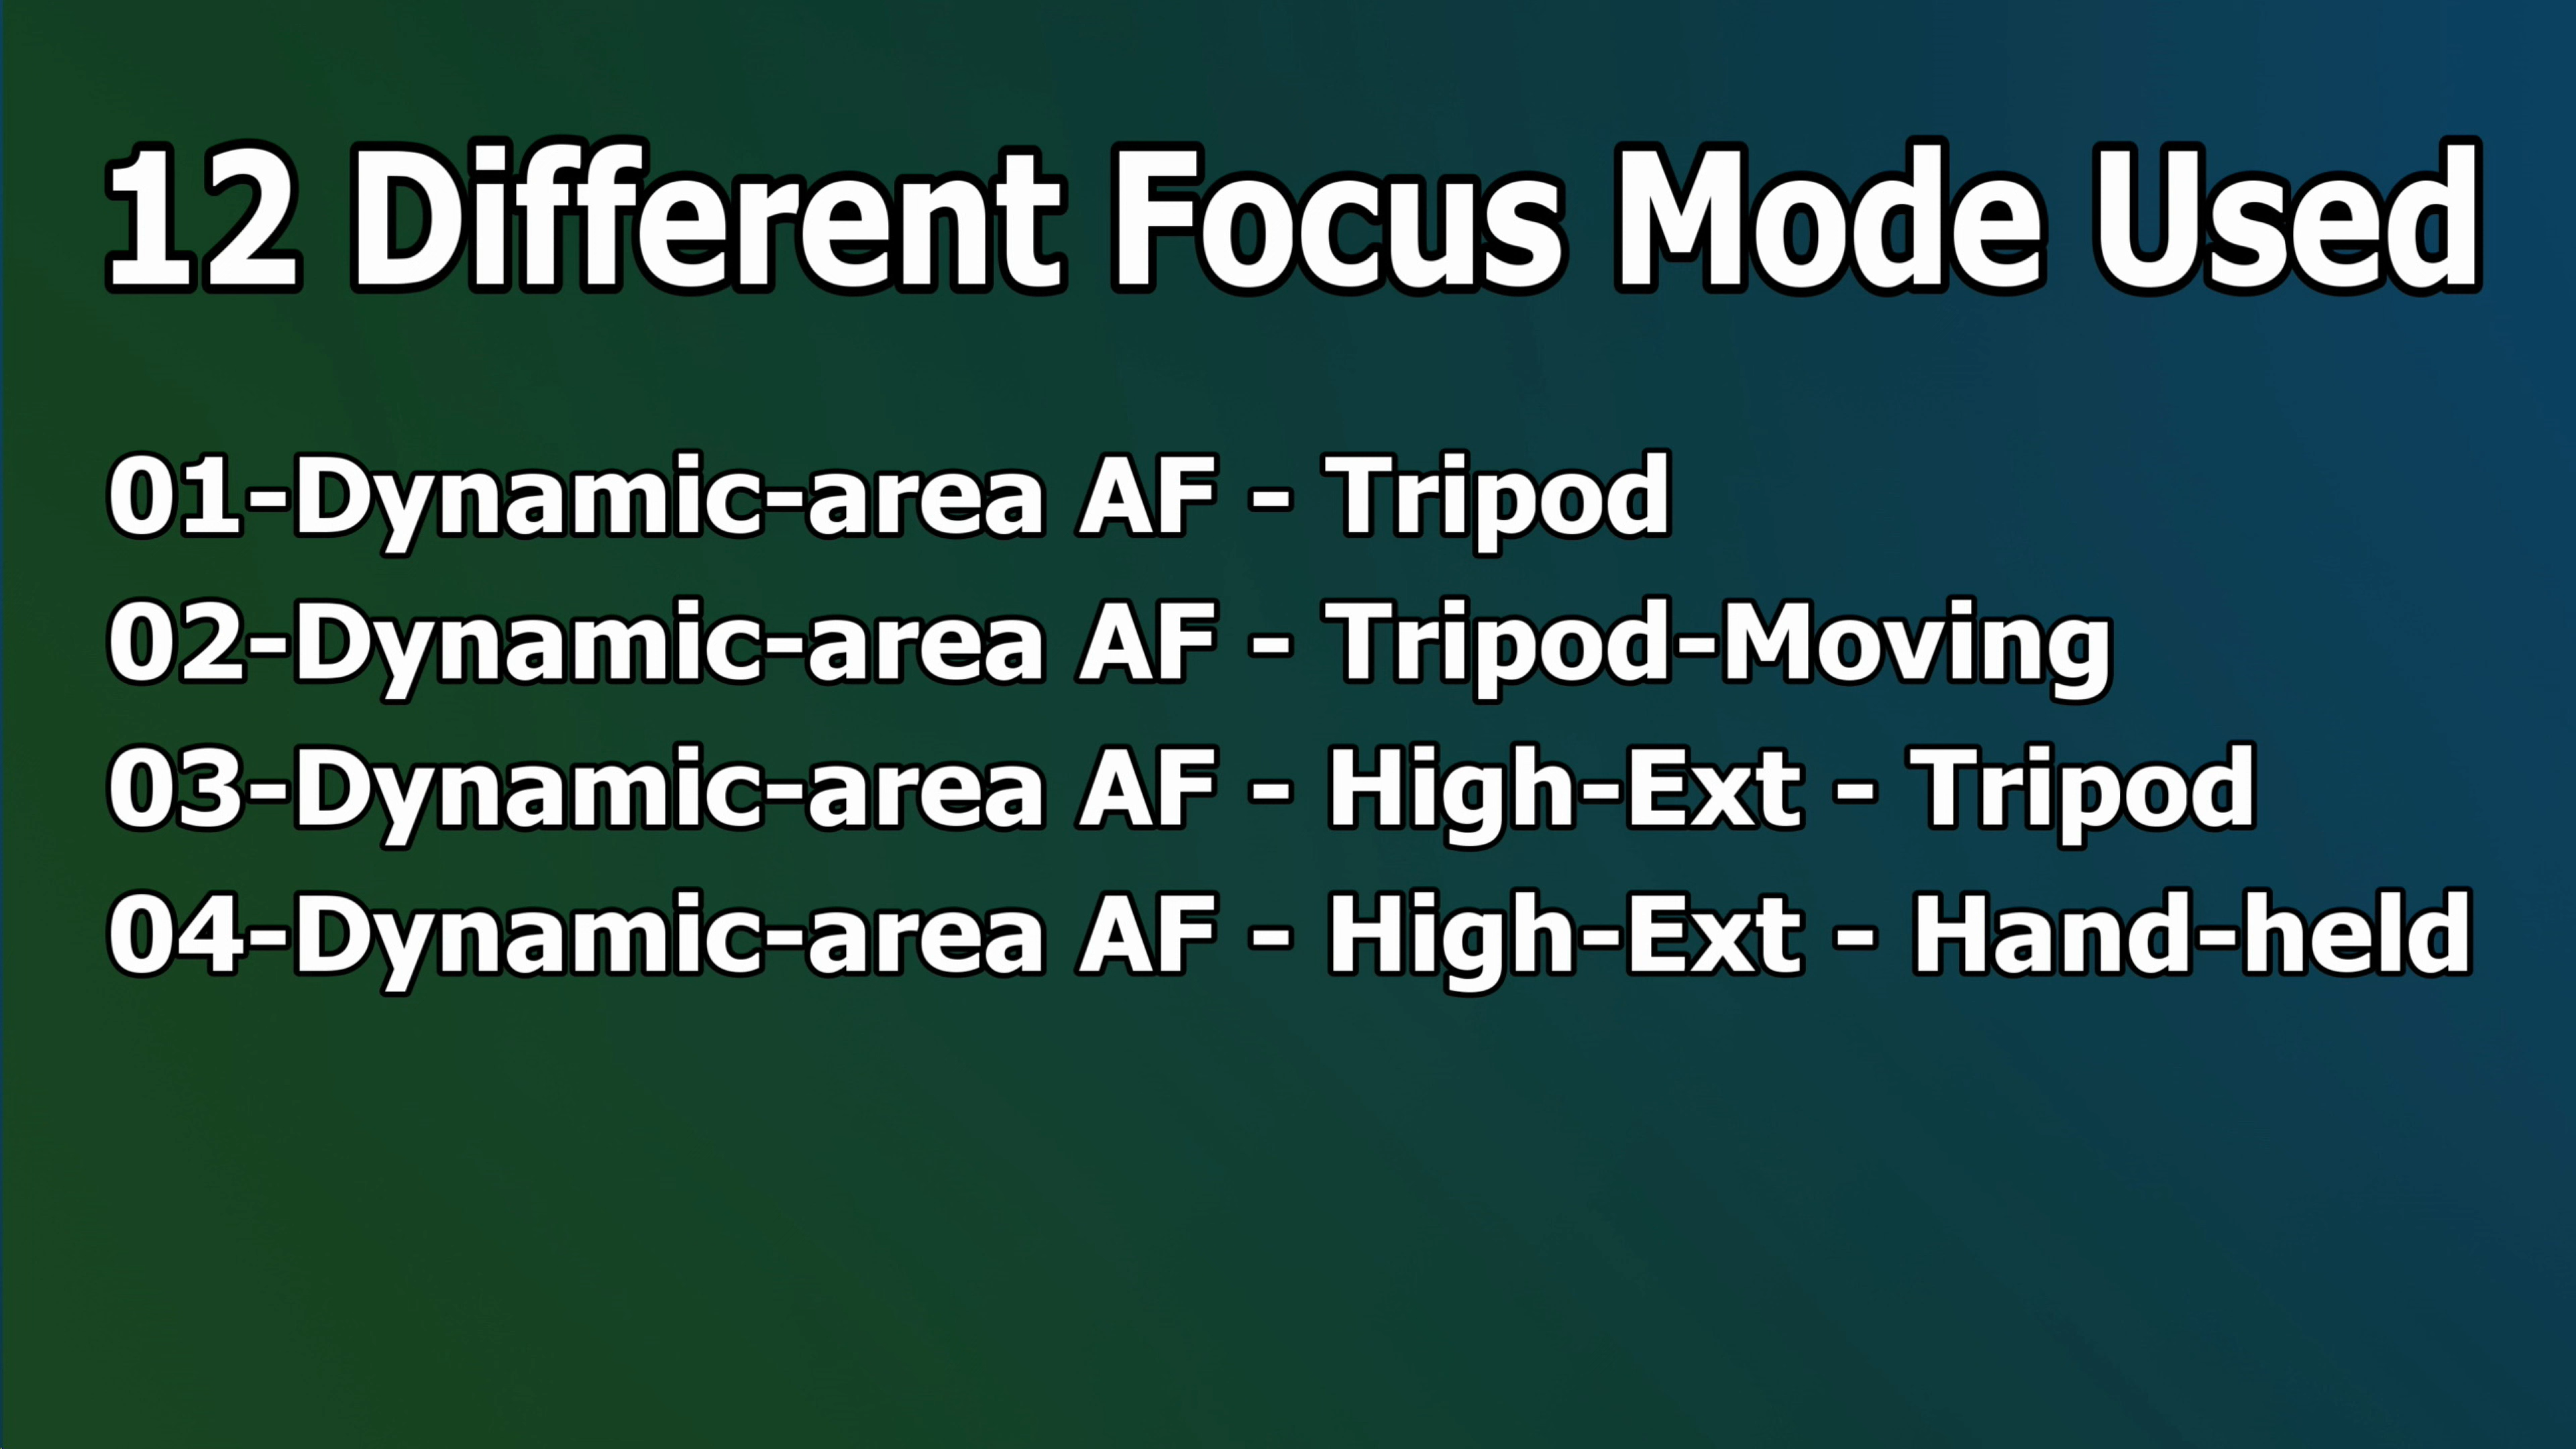 12 Different Focus Mode Used
01-Dynamic-area AF - Tripod
02-Dynamic-area AF - Tripod-Moving
03-Dynamic-area AF - High-Ext - Tripod
04-Dynamic-area AF - High-Ext - Hand-held